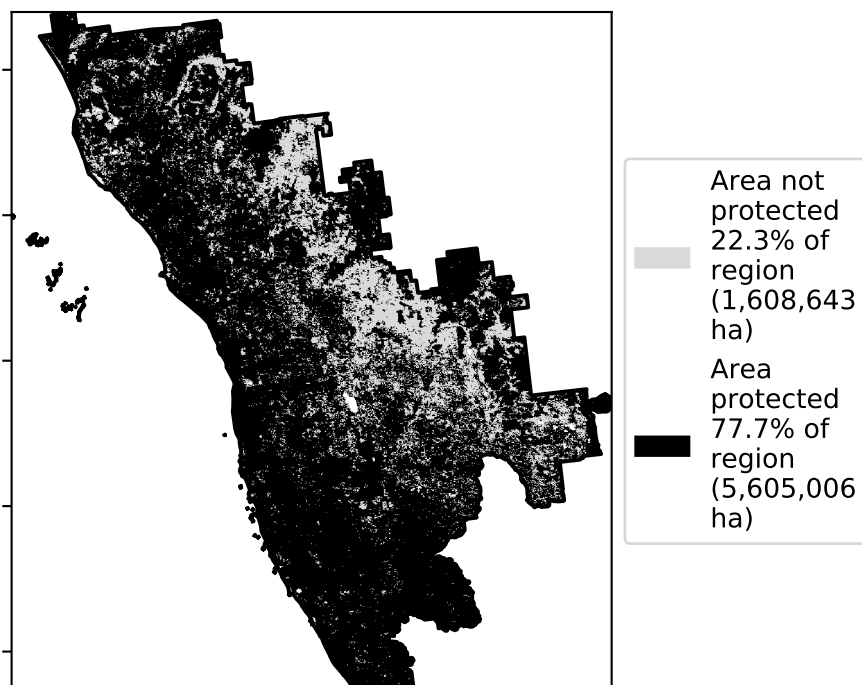 Area not
protected
22.3% of
region
(1,608,643
ha)
Area
protected
77.7% of
region
(5,605,006
ha)